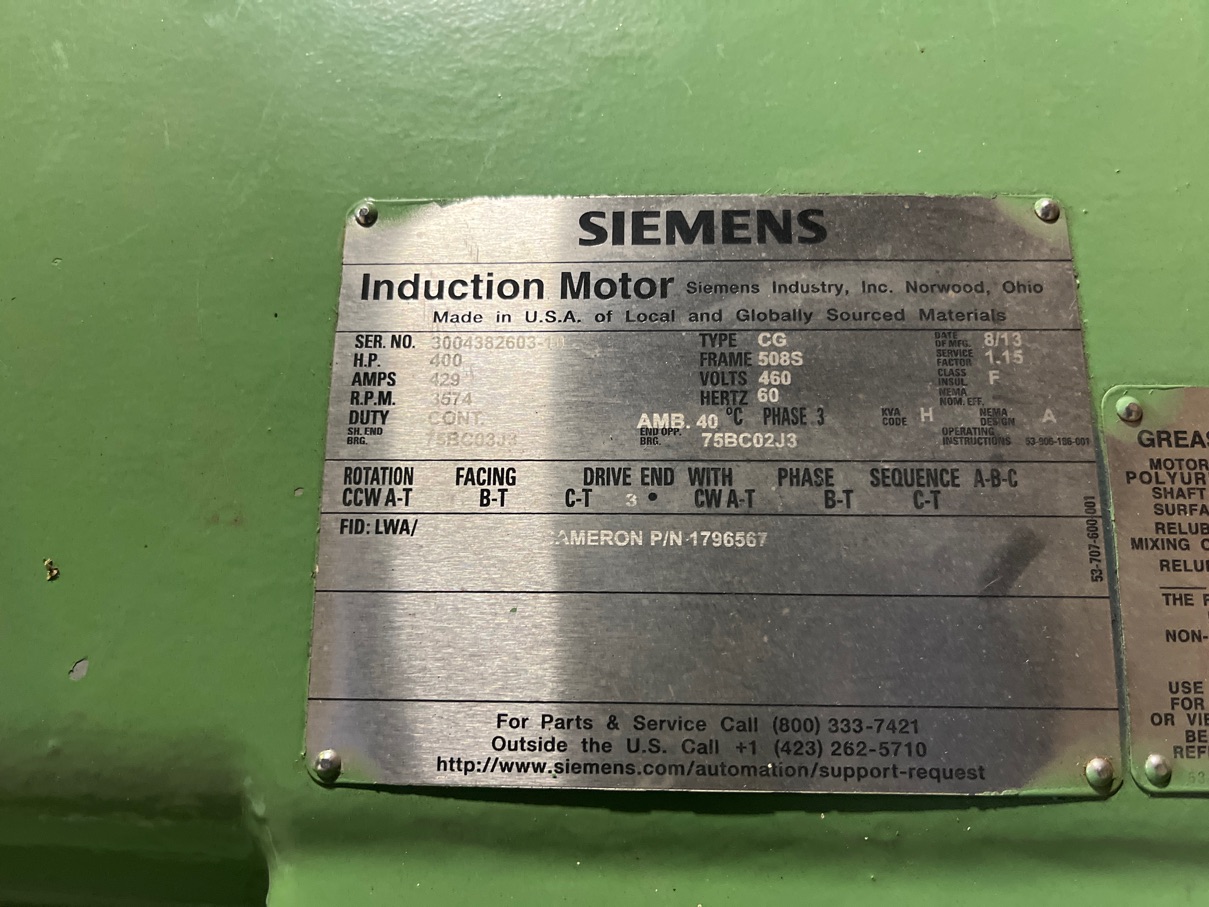 SIEMENS
Induction Motor Siemens Industry, Inc. Norwood, Ohio
Made in U.S.A. of Local and Globally Sourced Materials
SER. NO. TYPE CG DATE OF MFG. 8/13
H.P. 400 FRAME 508S SERVICE FACTOR 1.15
AMPS 429 VOLTS 460 CLASS INSUL. F
R.P.M. 3574 HERTZ 60 NEMA NOM. EFF.
DUTY CONT. AMB. 40 °C PHASE 3 KVA CODE H NEMA DESIGN A
SH. END BRG. 75BC03J3 END OPP. BRG. 75BC02J3 OPERATING INSTRUCTIONS 53-906-186-001
ROTATION FACING DRIVE END WITH PHASE SEQUENCE A-B-C
CCW A-T B-T C-T 3 • CW A-T B-T C-T
FID: LWA/ CAMERON P/N 1796567
53-707-600 001
For Parts & Service Call (800) 333-7421
Outside the U.S. Call +1 (423) 262-5710
http://www.siemens.com/automation/support-request
GREAS
MOTOR
POLYUR
SHAFT
SURFA
RELUB
MIXING C
RELU
THE
NON-
USE
FOR
OR VIE
BE
REF